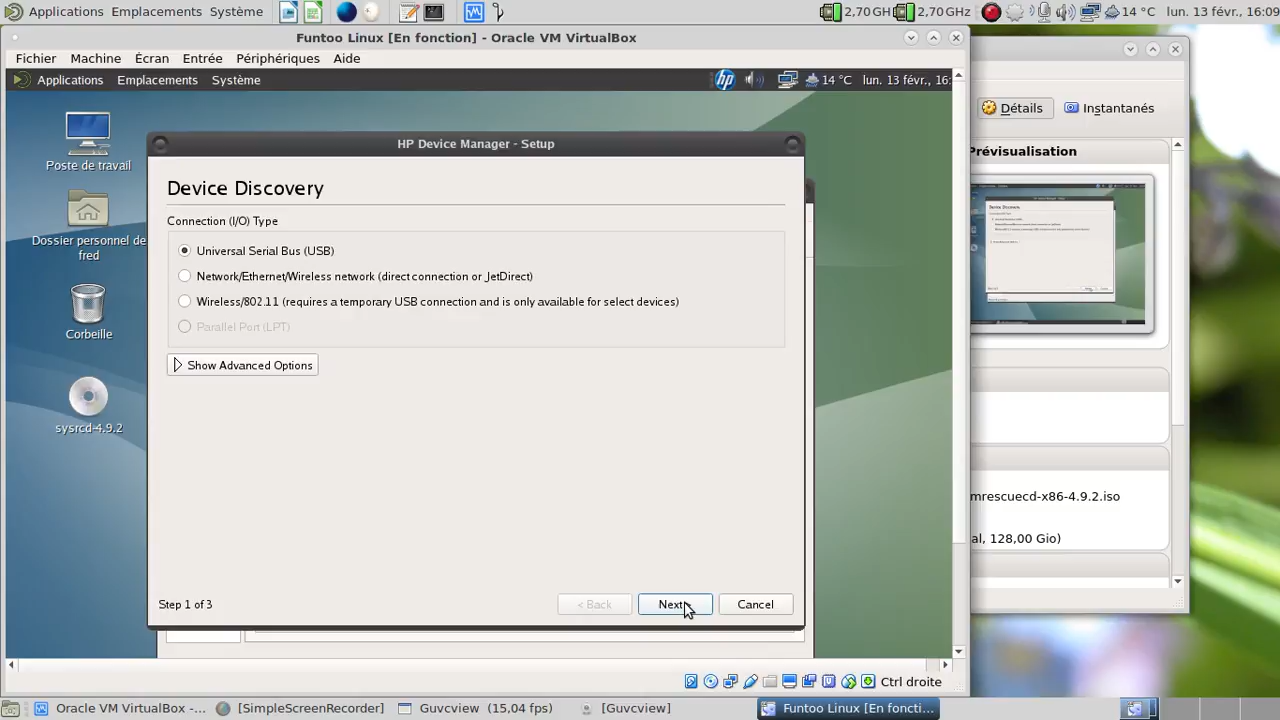 Applications Emplacements Système 2,70 GH 2,70 GHz 14 °C lun. 13 févr., 16:09
Funtoo Linux [En fonction] - Oracle VM VirtualBox
Fichier Machine Écran Entrée Périphériques Aide
Applications Emplacements Système hp 14 °C lun. 13 févr., 16:
Poste de travail
Dossier personnel de
fred
Corbeille
sysrcd-4.9.2
HP Device Manager - Setup
Device Discovery
Connection (I/O) Type
Universal Serial Bus (USB)
Network/Ethernet/Wireless network (direct connection or JetDirect)
Wireless/802.11 (requires a temporary USB connection and is only available for select devices)
Parallel Port (LPT)
Show Advanced Options
Step 1 of 3
< Back Next Cancel
Détails Instantanés
Prévisualisation
mrescuecd-x86-4.9.2.iso
al, 128,00 Gio)
Ctrl droite
Oracle VM VirtualBox -... [SimpleScreenRecorder] Guvcview (15,04 fps) [Guvcview] Funtoo Linux [En foncti...